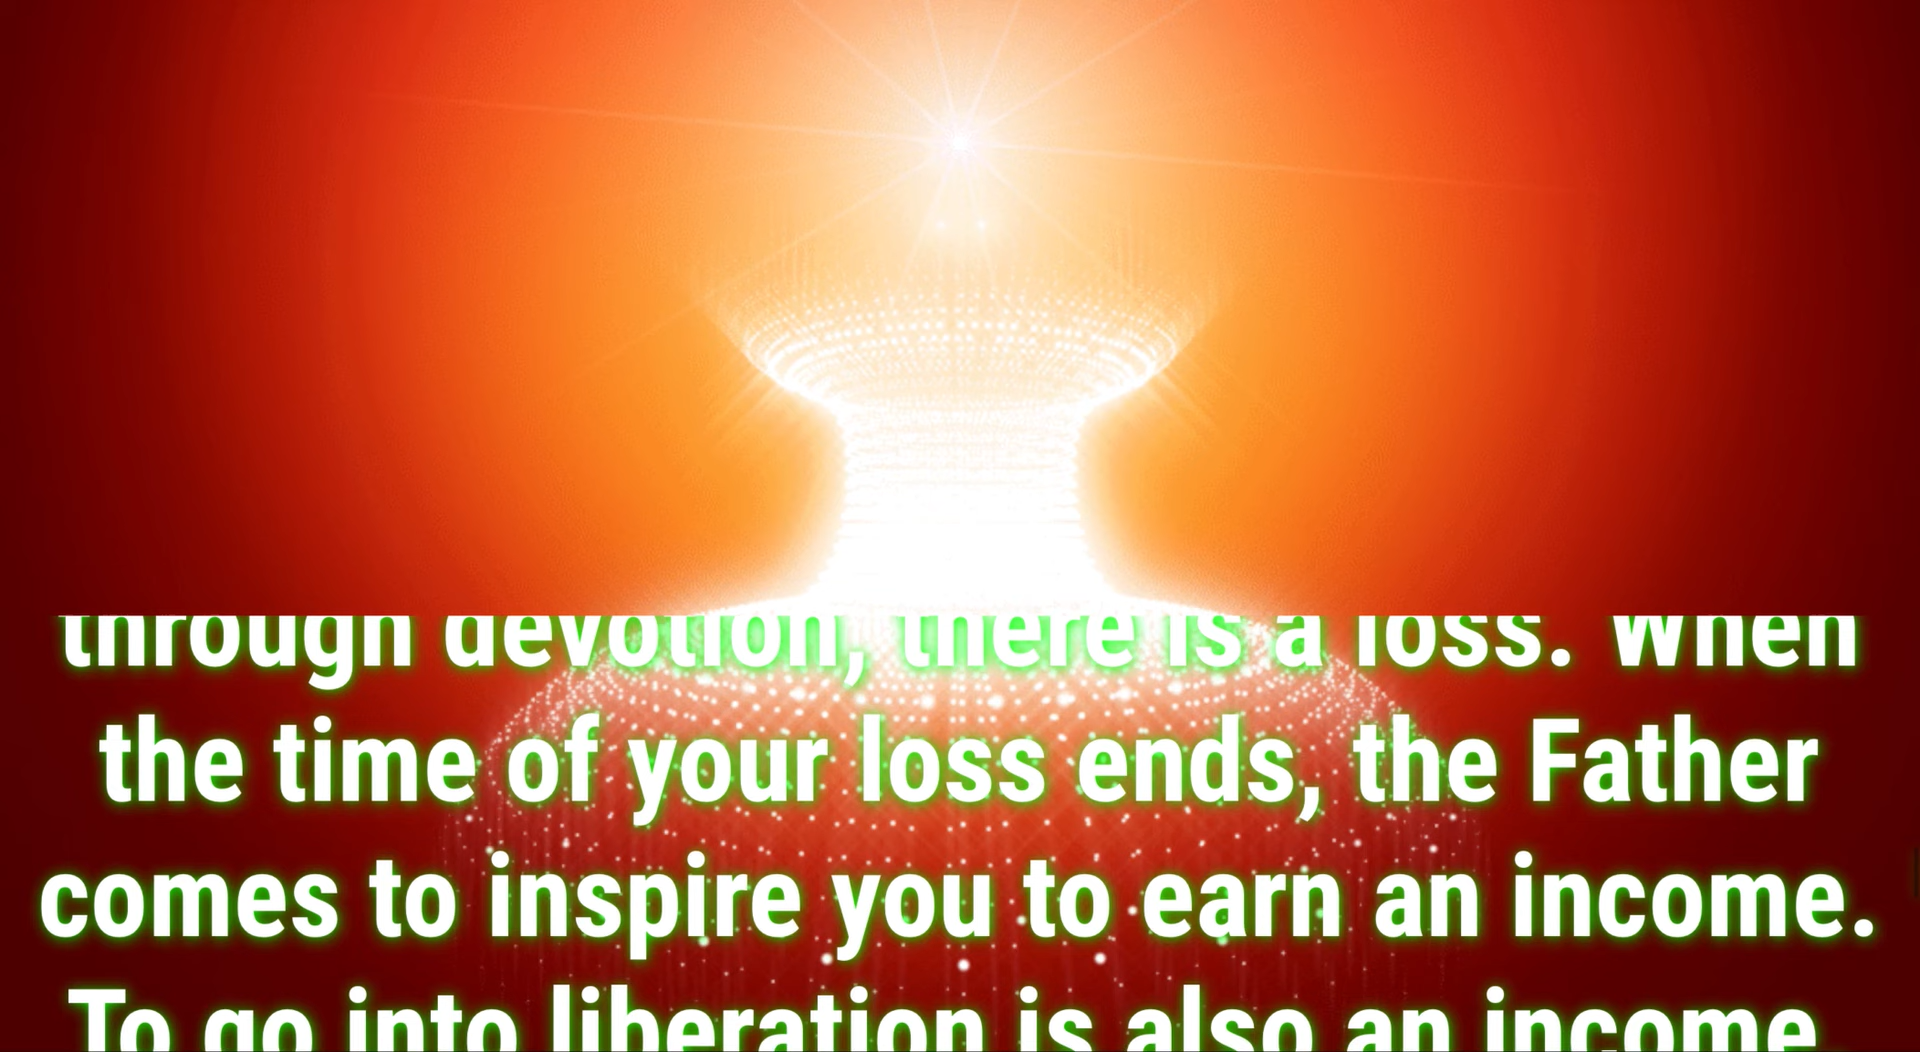 through devotion, there is a loss. When
the time of your loss ends, the Father
comes to inspire you to earn an income.
To go into liberation is also an income.